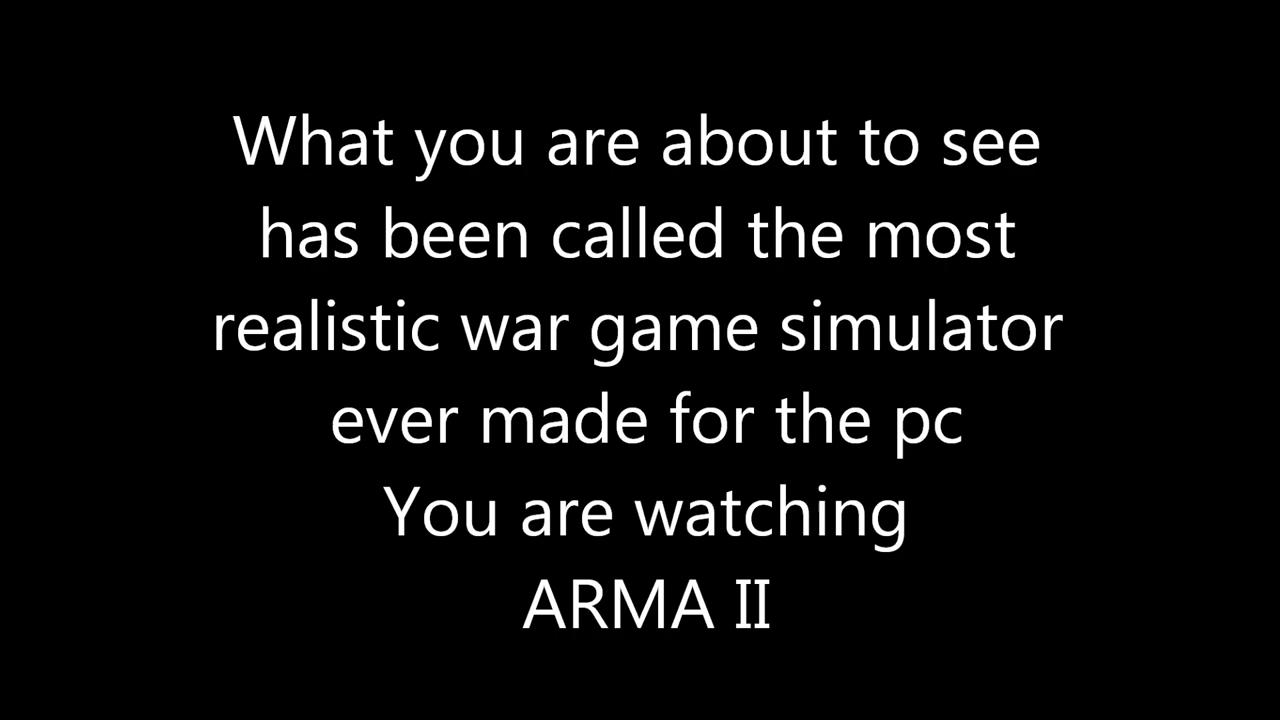 What you are about to see
has been called the most
realistic war game simulator
ever made for the pc
You are watching
ARMA II